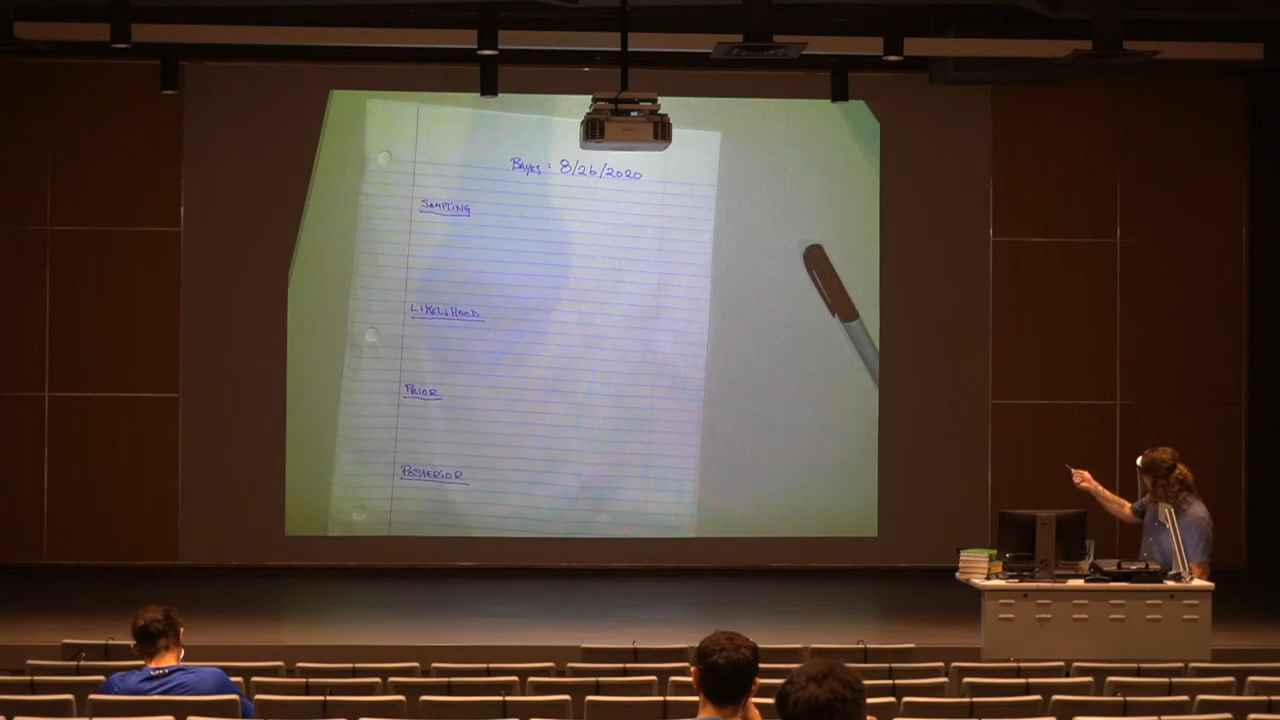 BAYES: 8/26/2020
SAMPLING
LIKELIHOOD
PRIOR
POSTERIOR